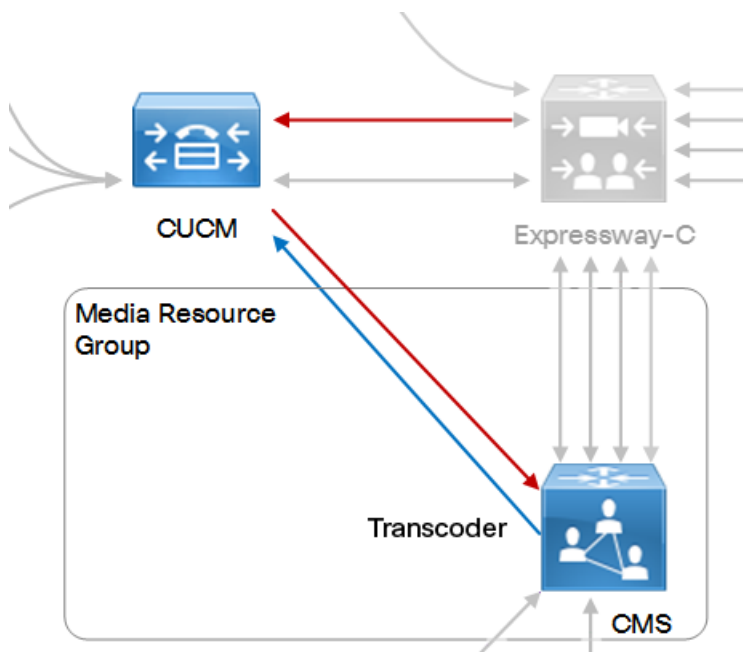 CUCM
Expressway-C
Media Resource
Group
Transcoder
CMS